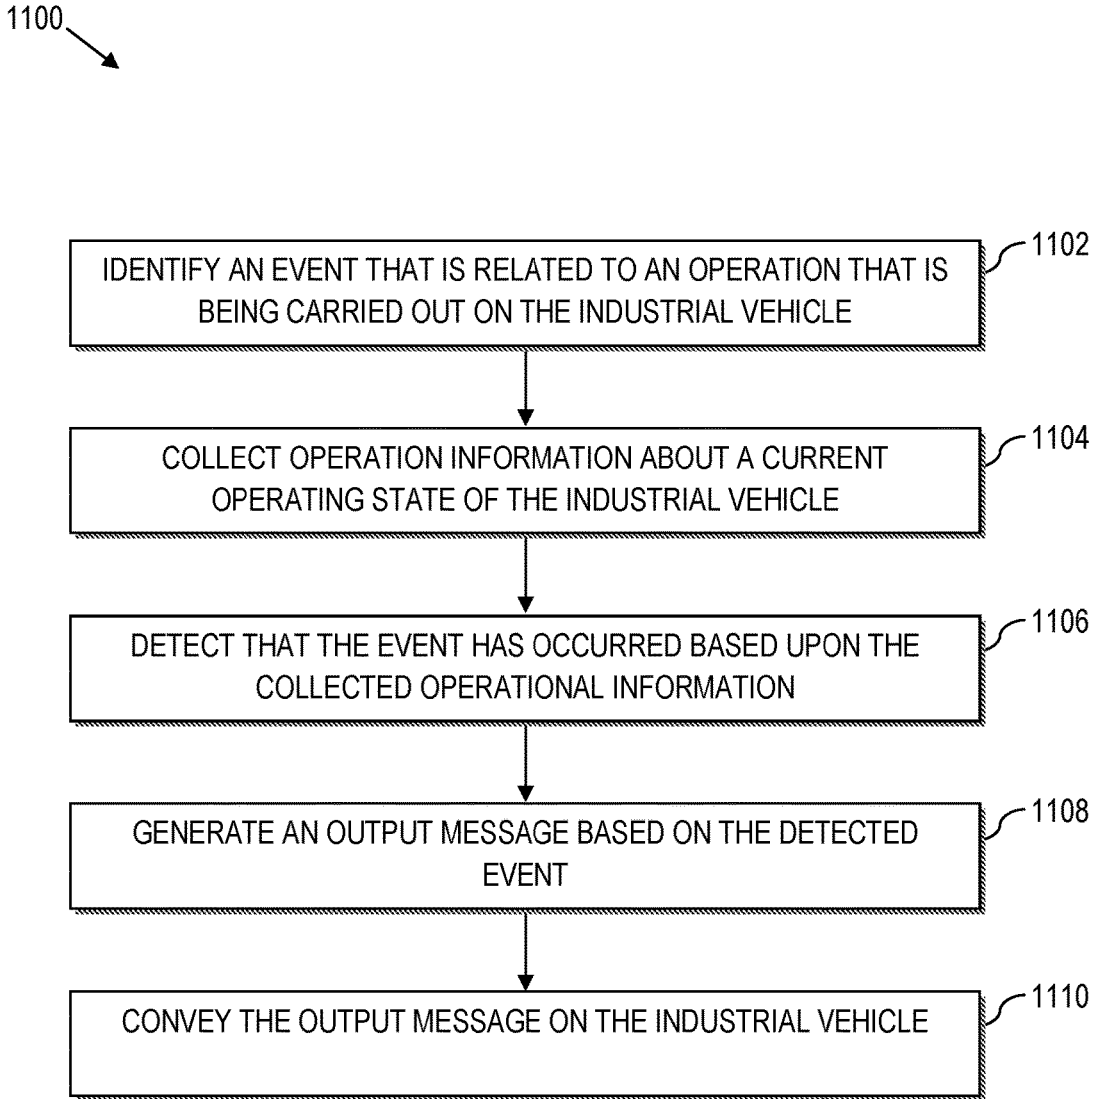 1100
1102
IDENTIFY AN EVENT THAT IS RELATED TO AN OPERATION THAT IS
BEING CARRIED OUT ON THE INDUSTRIAL VEHICLE
1104
COLLECT OPERATION INFORMATION ABOUT A CURRENT
OPERATING STATE OF THE INDUSTRIAL VEHICLE
1106
DETECT THAT THE EVENT HAS OCCURRED BASED UPON THE
COLLECTED OPERATIONAL INFORMATION
1108
GENERATE AN OUTPUT MESSAGE BASED ON THE DETECTED
EVENT
1110
CONVEY THE OUTPUT MESSAGE ON THE INDUSTRIAL VEHICLE